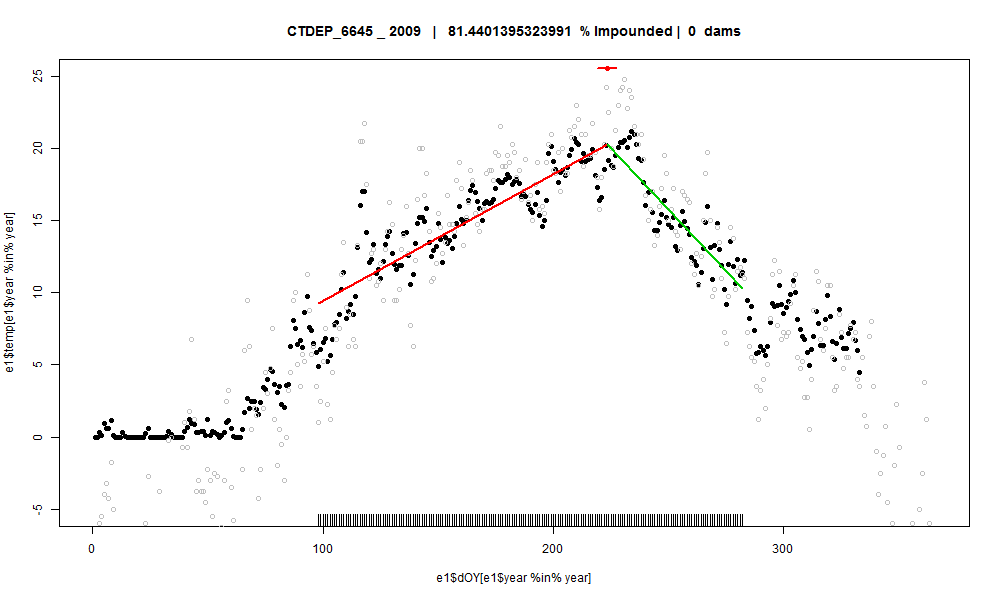 CTDEP_6645 _ 2009 | 81.4401395323991 % Impounded | 0 dams
e1$temp[e1$year %in% year]
25
20
15
10
5
0
-5
0 100 200 300
e1$dOY[e1$year %in% year]